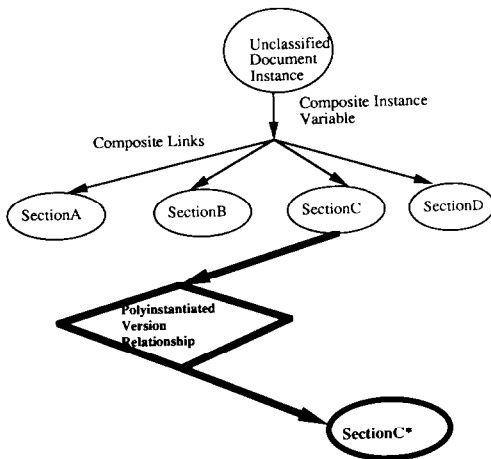 Unclassified
Document
Instance
Composite Instance
Variable
Composite Links
SectionA
SectionB
SectionC
SectionD
Polyinstantiated
Version
Relationship
SectionC*